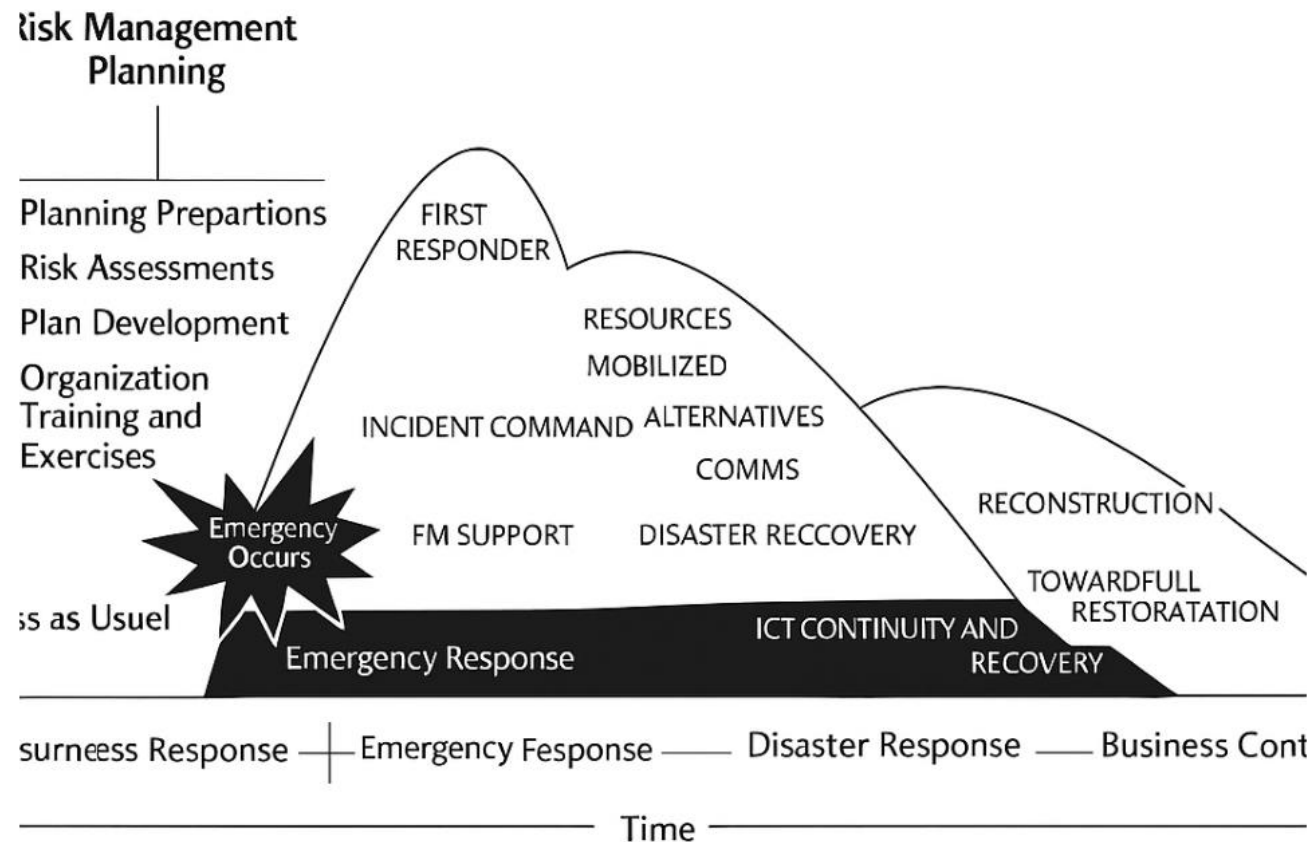 Risk Management
Planning
Planning Prepartions
Risk Assessments
Plan Development
Organization
Training and
Exercises
Emergency
Occurs
ss as Usuel
FIRST
RESPONDER
RESOURCES
MOBILIZED
INCIDENT COMMAND
ALTERNATIVES
COMMS
FM SUPPORT
DISASTER RECCOVERY
RECONSTRUCTION
TOWARDFULL
RESTORATATION
Emergency Response
ICT CONTINUITY AND
RECOVERY
surneess Response
Emergency Fesponse
Disaster Response
Business Cont
Time